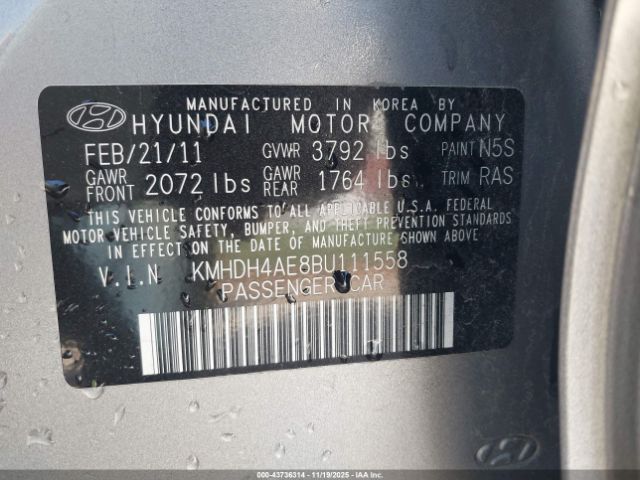 MANUFACTURED IN KOREA BY
HYUNDAI MOTOR COMPANY
FEB/21/11 GVWR 3792 lbs PAINT N5S
GAWR FRONT 2072 lbs GAWR REAR 1764 lbs TRIM RAS
THIS VEHICLE CONFORMS TO ALL APPLICABLE U.S.A. FEDERAL
MOTOR VEHICLE SAFETY, BUMPER, AND THEFT PREVENTION STANDARDS
IN EFFECT ON THE DATE OF MANUFACTURE SHOWN ABOVE.
V.I.N KMHDH4AE8BU111558
PASSENGER CAR
000-43736314 | 11/19/2025 | IAAI.COM